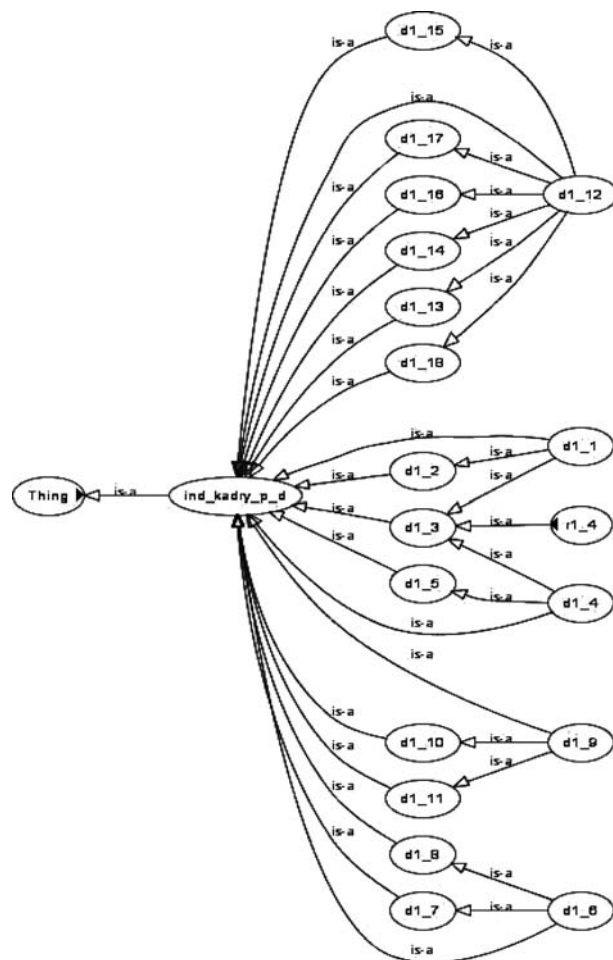 d1_15
is-a
is-a
is-a
d1_17
is-a
is-a
is-a
d1_16
is-a
d1_12
is-a
is-a
d1_14
is-a
is-a
d1_13
is-a
is-a
d1_18
is-a
is-a
d1_1
is-a
d1_2
is-a
is-a
Thing
is-a
ind_kadry_p_d
is-a
is-a
d1_3
is-a
r1_4
is-a
d1_5
is-a
is-a
d1_4
is-a
is-a
is-a
d1_10
is-a
d1_9
is-a
is-a
d1_11
is-a
d1_8
is-a
is-a
d1_7
is-a
d1_6
is-a